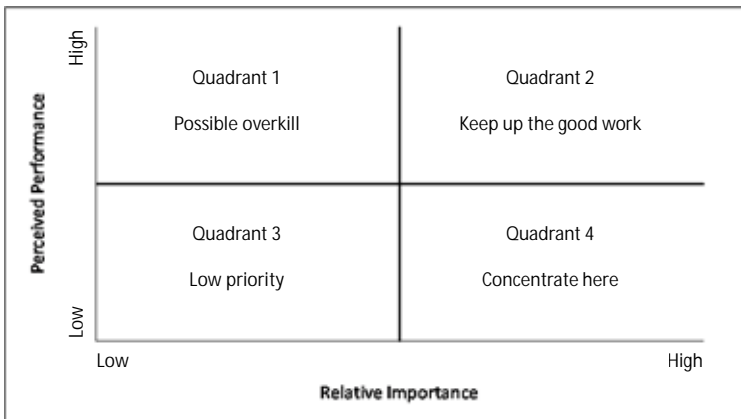 High
Quadrant 1
Quadrant 2
Possible overkill
Keep up the good work
Perceived Performance
Quadrant 3
Quadrant 4
Low priority
Concentrate here
Low
Low
High
Relative Importance